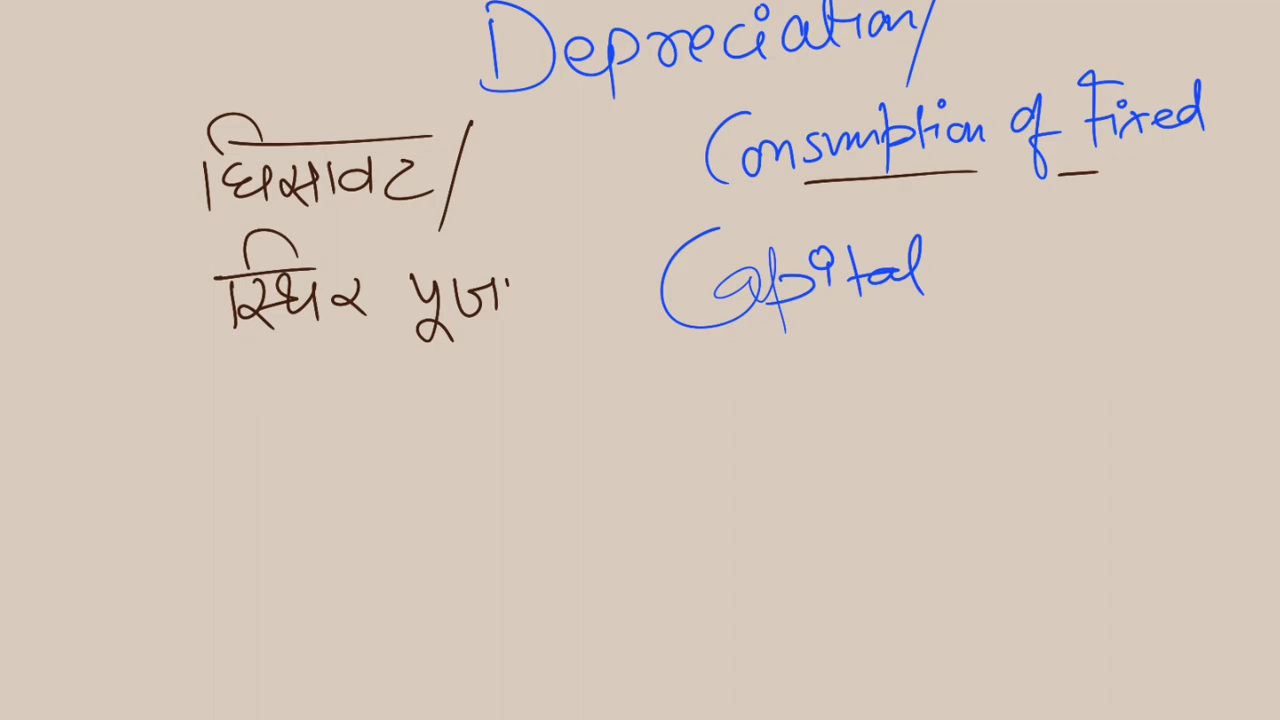 Depreciation/
Consumption of Fixed
Capital
घिसावट/
स्थिर